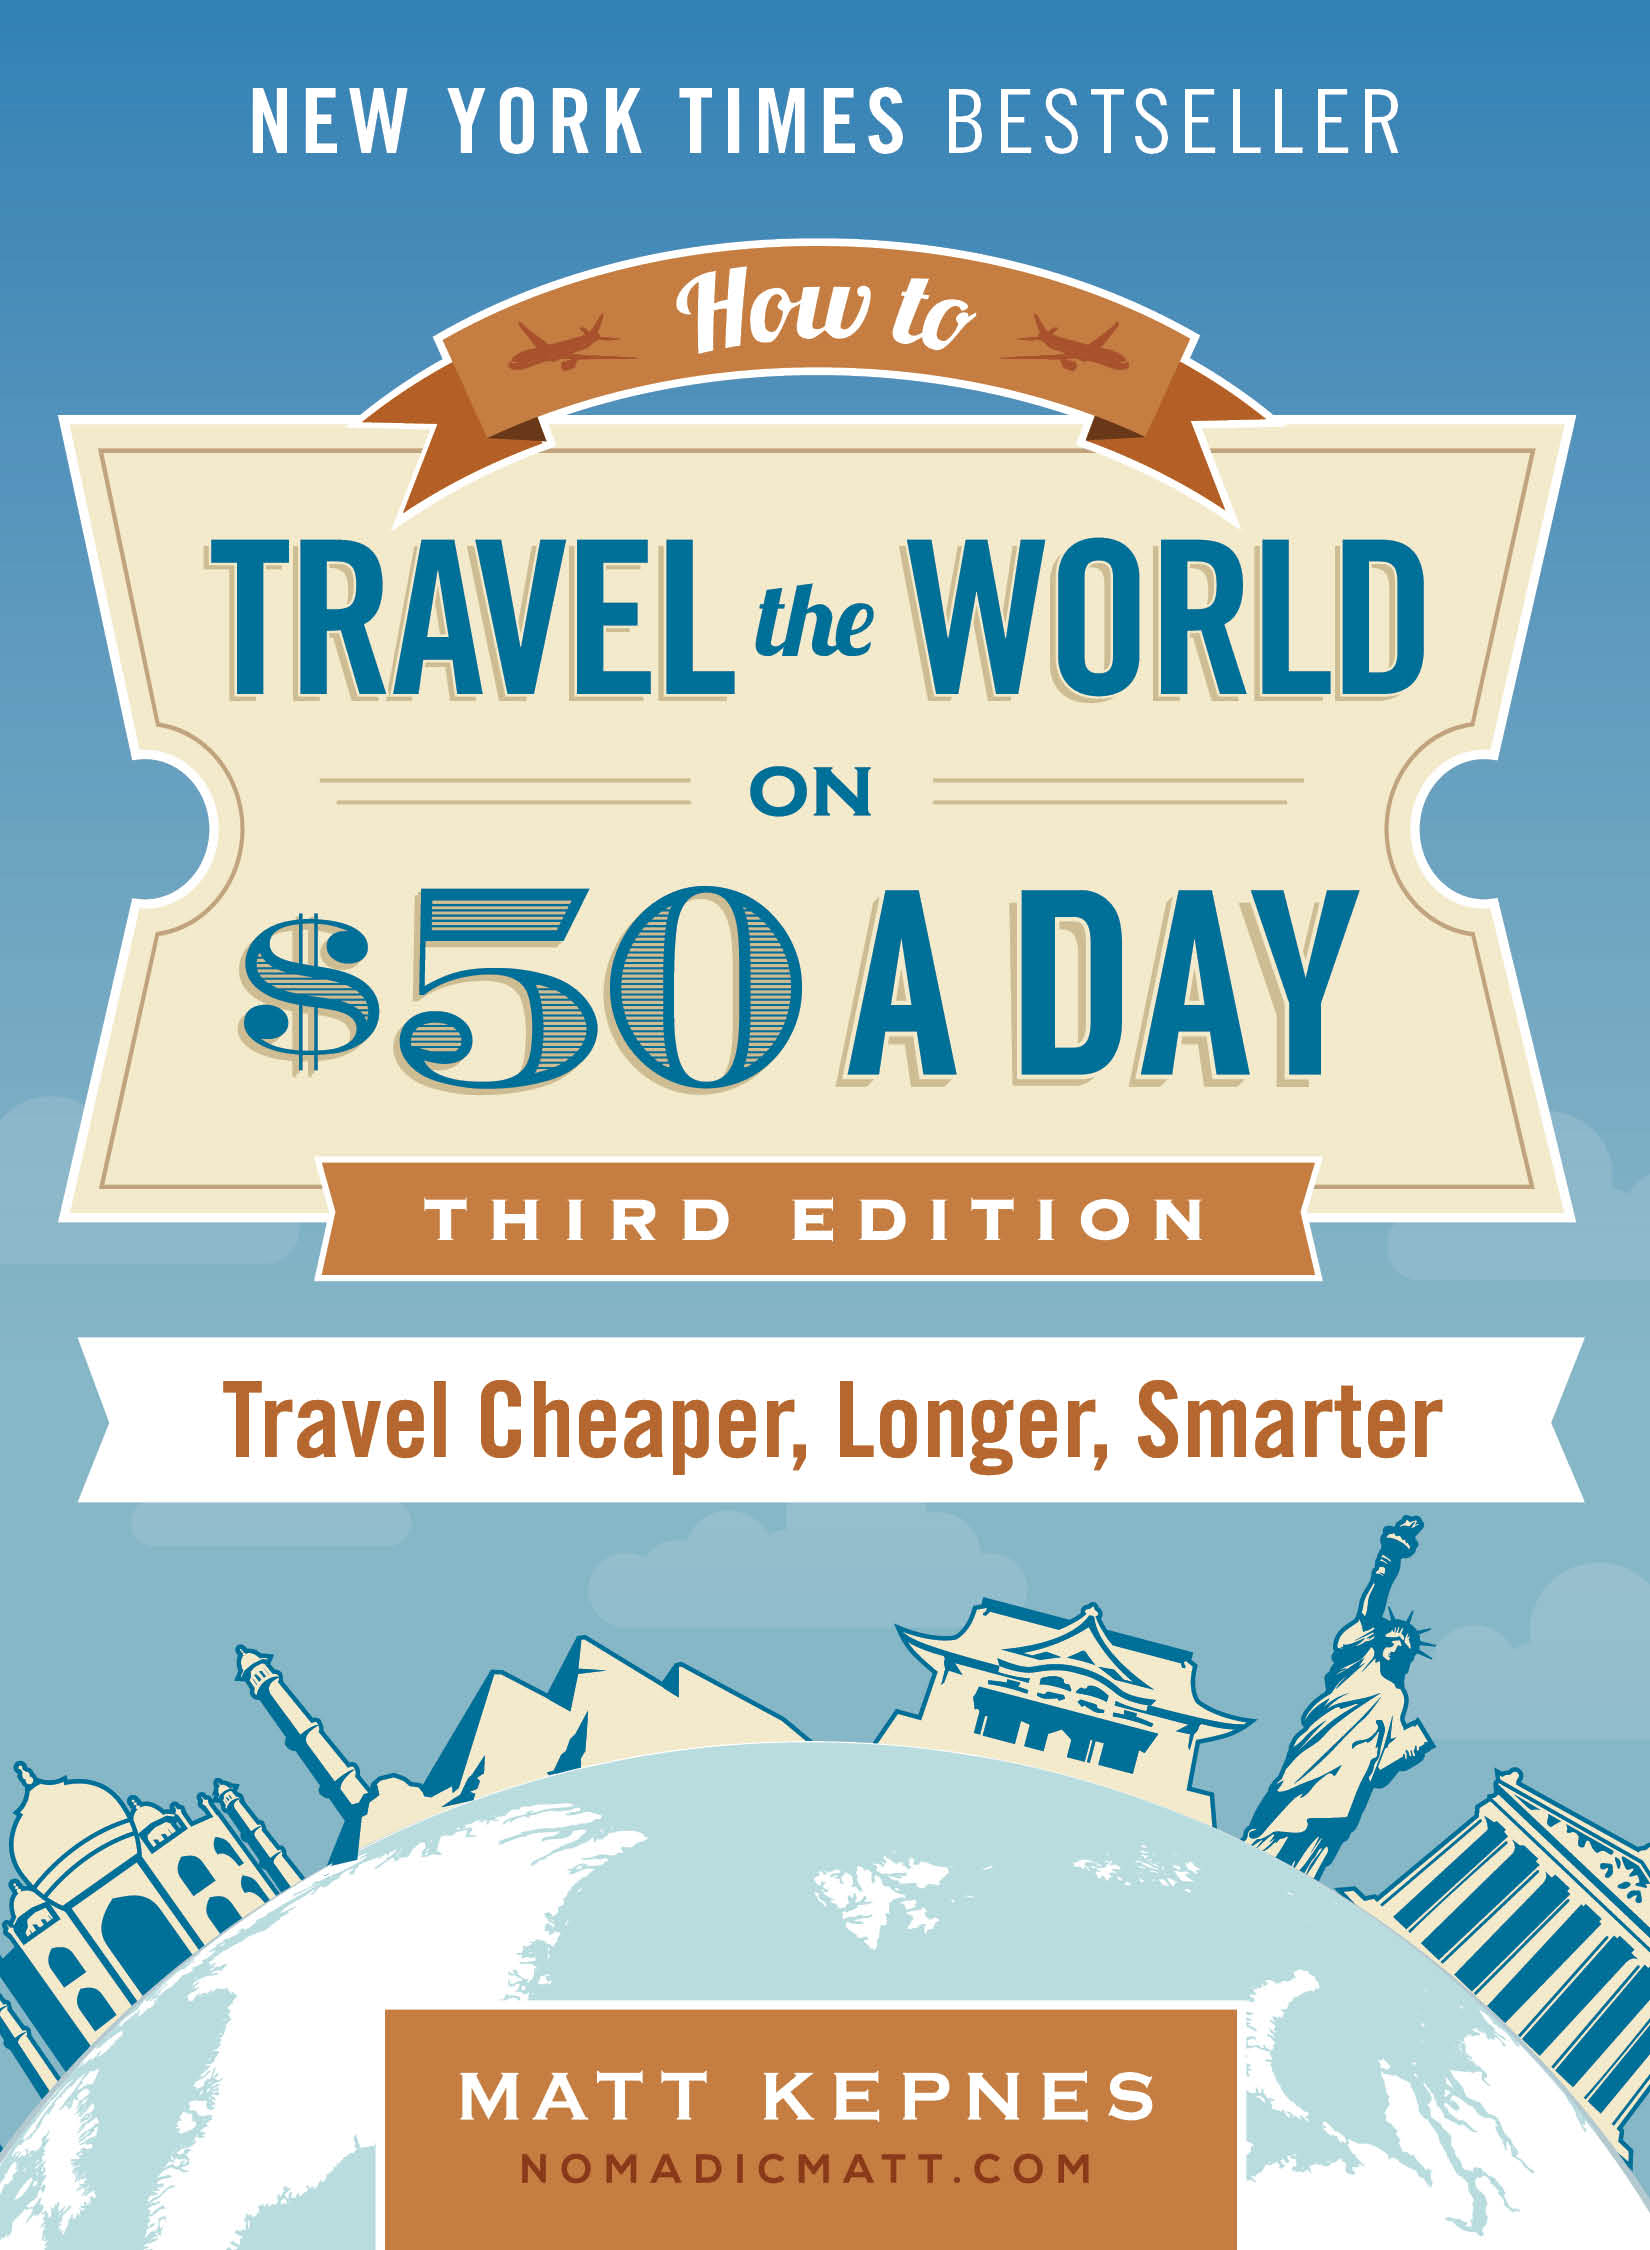 NEW YORK TIMES BESTSELLER
How to
TRAVEL the WORLD
ON
$50 A DAY
THIRD EDITION
Travel Cheaper, Longer, Smarter
MATT KEPNES
NOMADICMATT.COM